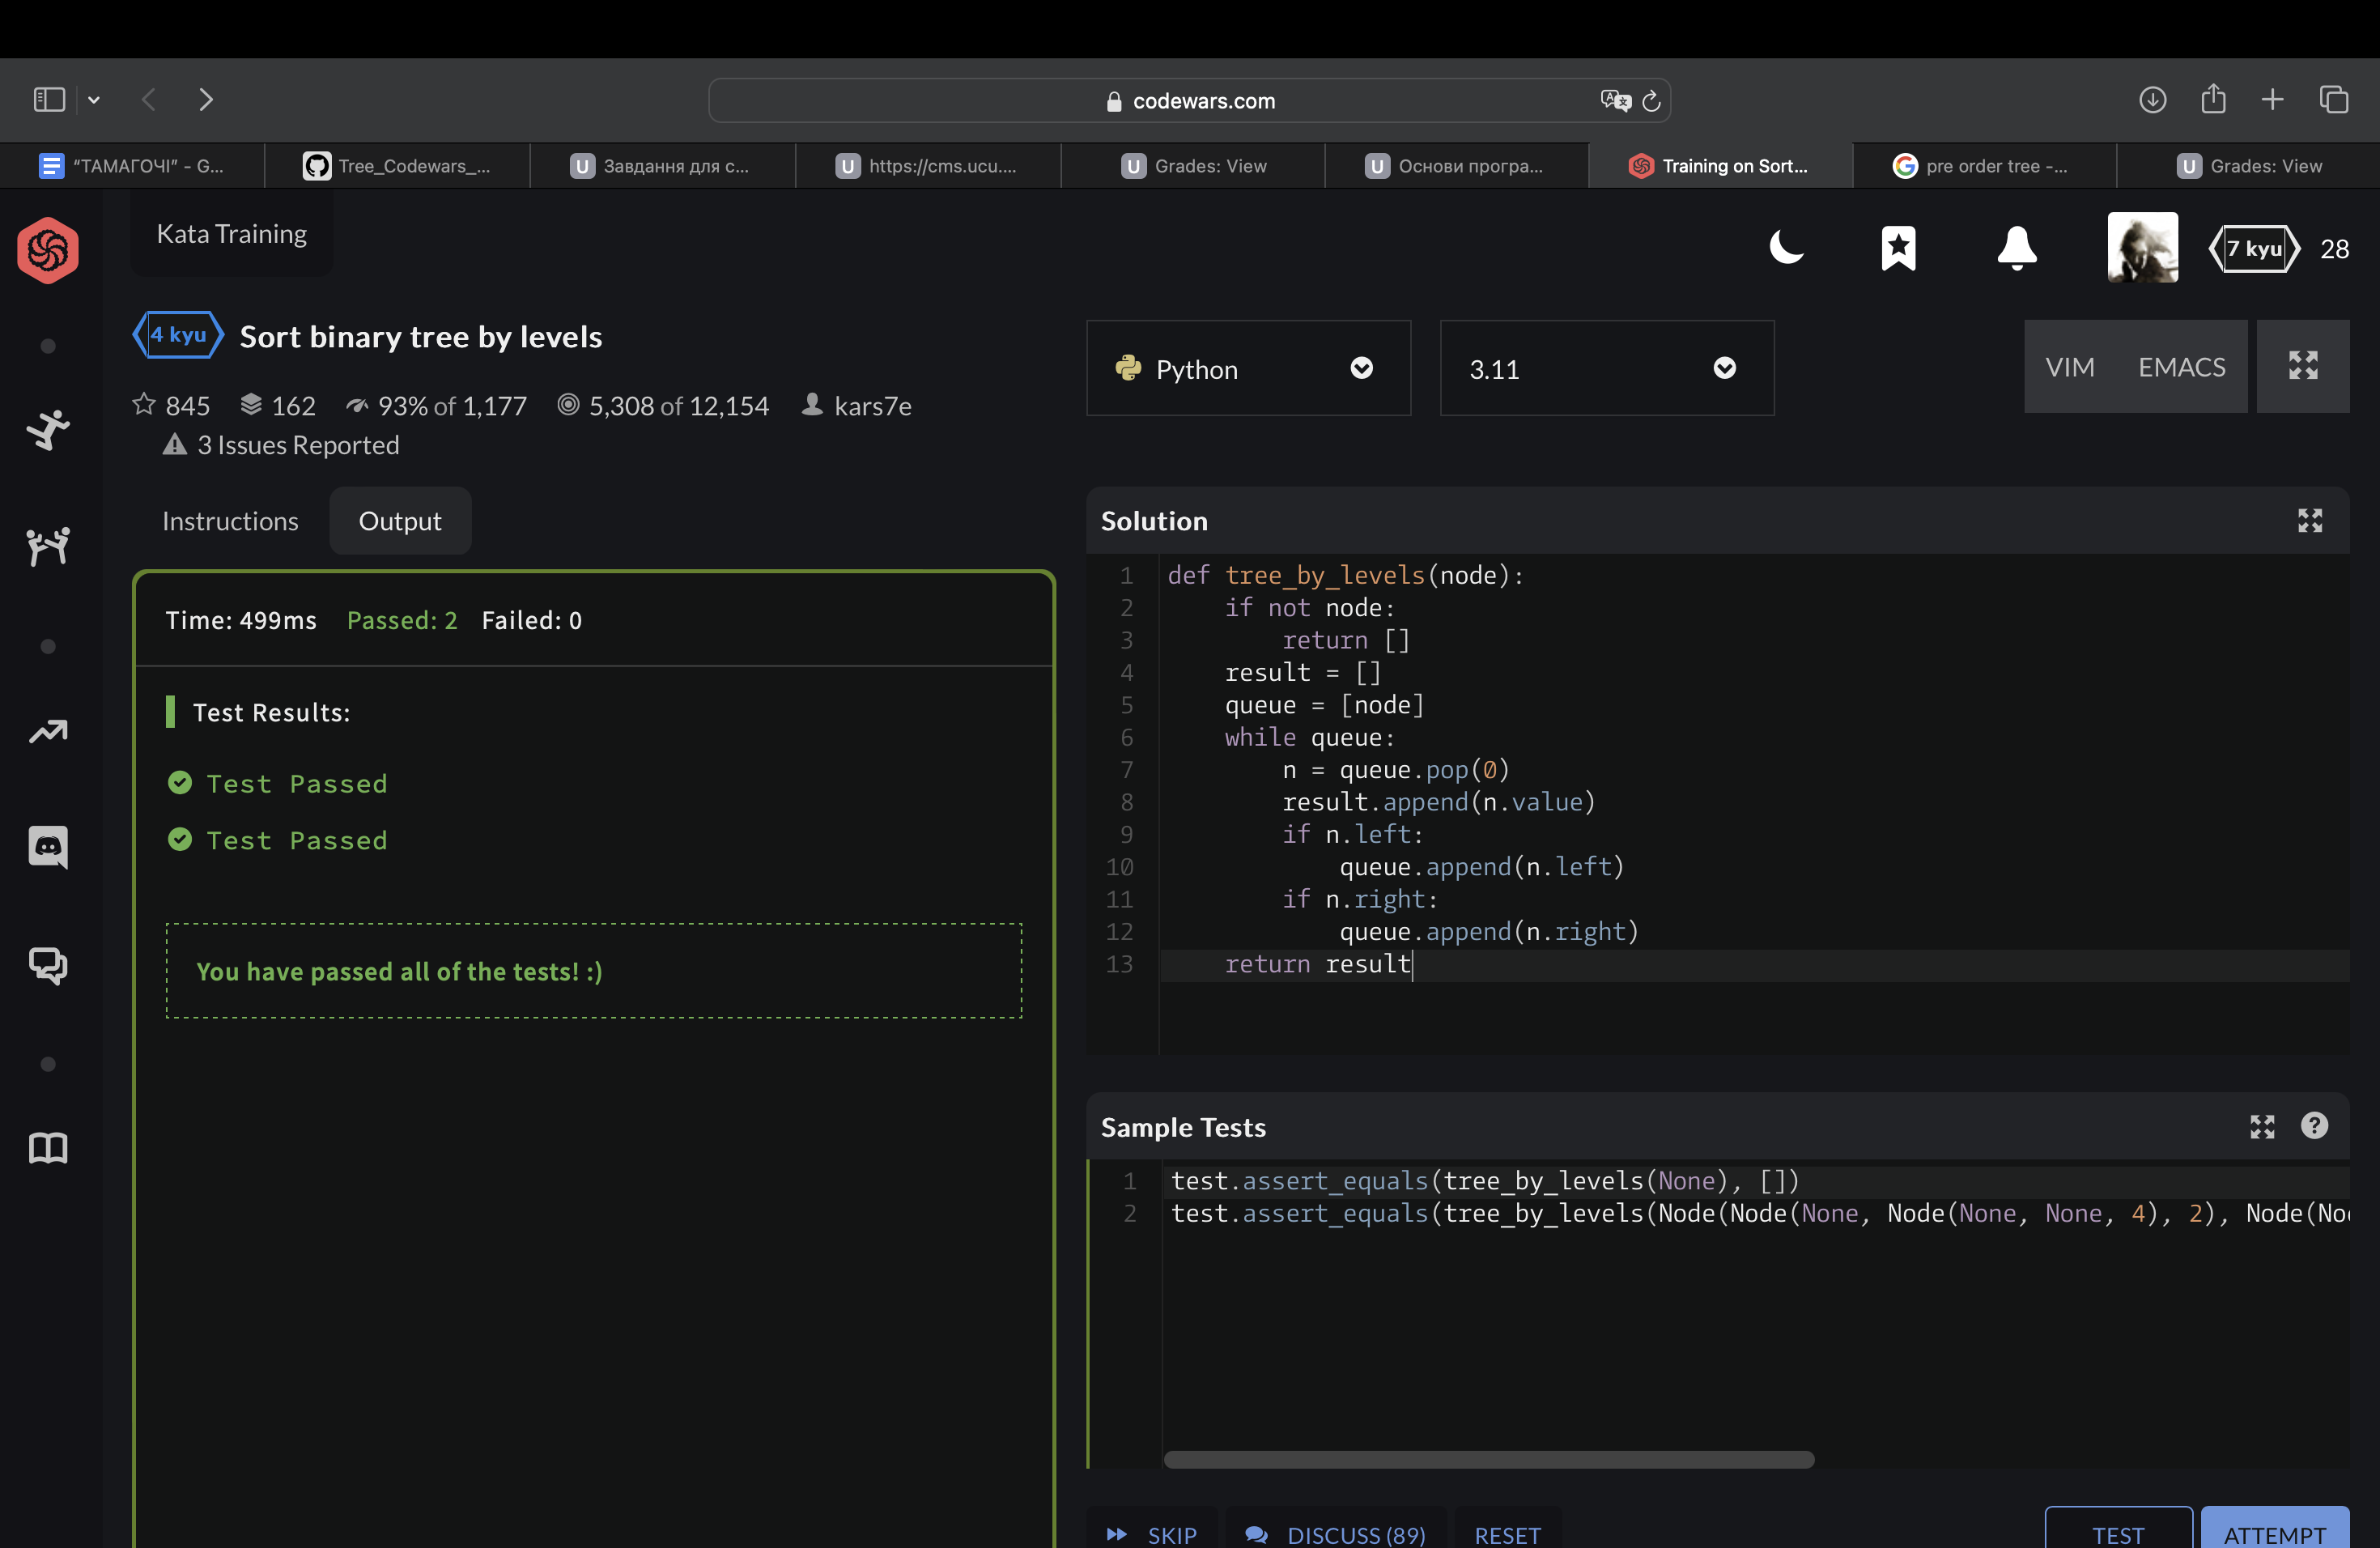 codewars.com
“ТАМАГОЧІ” - G...
Tree_Codewars_...
U Завдання для с...
U https://cms.ucu....
U Grades: View
U Основи програ...
Training on Sort...
pre order tree -...
U Grades: View
Kata Training
7 kyu 28
4 kyu Sort binary tree by levels
845 162 93% of 1,177 5,308 of 12,154 kars7e
3 Issues Reported
Python
3.11
VIM EMACS
Instructions Output
Time: 499ms Passed: 2 Failed: 0
Test Results:
Test Passed
Test Passed
You have passed all of the tests! :)
Solution
1 def tree_by_levels(node):
2 if not node:
3 return []
4 result = []
5 queue = [node]
6 while queue:
7 n = queue.pop(0)
8 result.append(n.value)
9 if n.left:
10 queue.append(n.left)
11 if n.right:
12 queue.append(n.right)
13 return result
Sample Tests
1 test.assert_equals(tree_by_levels(None), [])
2 test.assert_equals(tree_by_levels(Node(Node(None, Node(None, None, 4), 2), Node(No
SKIP DISCUSS (89) RESET TEST ATTEMPT